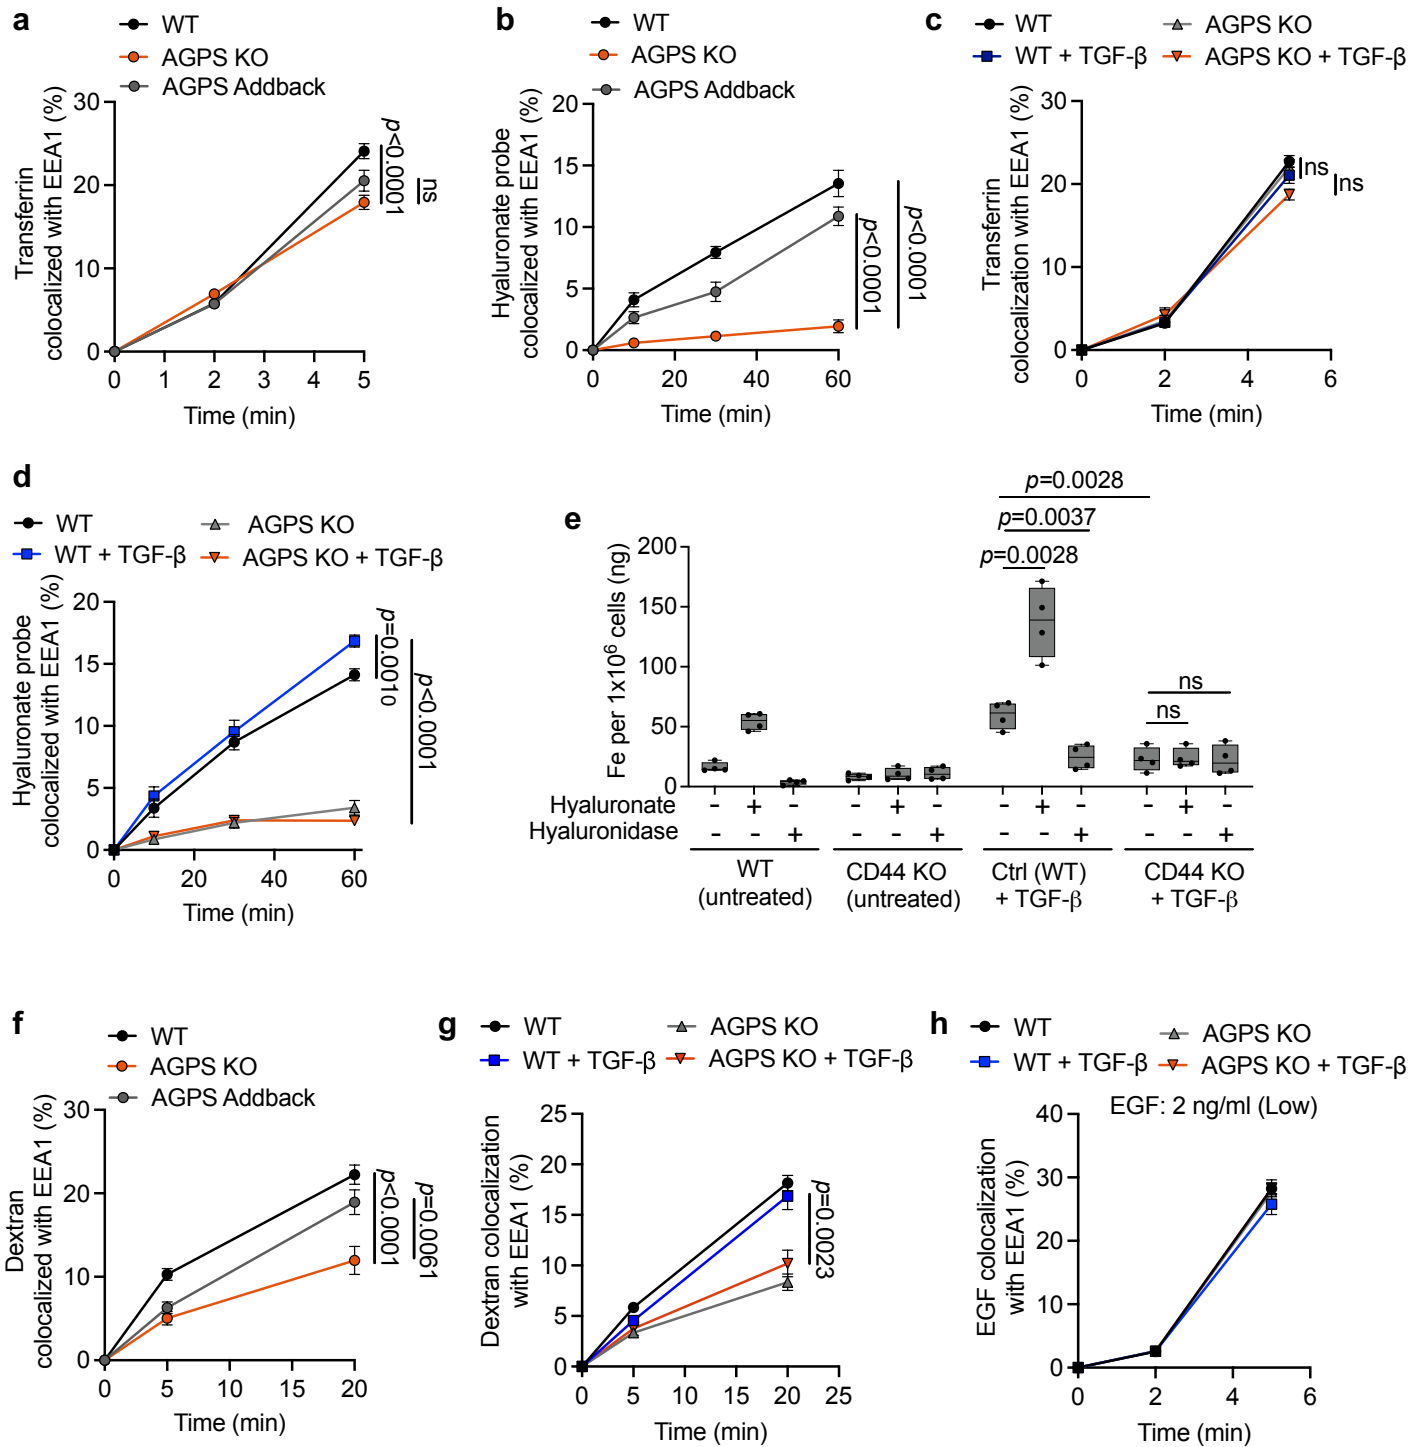 a
WT
AGPS KO
AGPS Addback
Transferrin
colocalized with EEA1 (%)
30
20
10
0
0 1 2 3 4 5
Time (min)
p<0.0001
ns
b
WT
AGPS KO
AGPS Addback
Hyaluronate probe
colocalized with EEA1 (%)
20
15
10
5
0
0 20 40 60
Time (min)
p<0.0001
p<0.0001
c
WT
AGPS KO
WT + TGF-β
AGPS KO + TGF-β
Transferrin
colocalization with EEA1 (%)
30
20
10
0
0 2 4 6
Time (min)
ns
ns
d
WT
AGPS KO
WT + TGF-β
AGPS KO + TGF-β
Hyaluronate probe
colocalized with EEA1 (%)
20
15
10
5
0
0 20 40 60
Time (min)
p=0.0010
p<0.0001
e
Fe per 1x10⁶ cells (ng)
200
150
100
50
0
p=0.0028
p=0.0037
p=0.0028
ns
ns
Hyaluronate - + - - + - - + - - + -
Hyaluronidase - - + - - + - - + - - +
WT
(untreated)
CD44 KO
(untreated)
Ctrl (WT)
+ TGF-β
CD44 KO
+ TGF-β
f
WT
AGPS KO
AGPS Addback
Dextran
colocalized with EEA1 (%)
30
20
10
0
0 5 10 15 20
Time (min)
p<0.0001
p=0.0061
g
WT
AGPS KO
WT + TGF-β
AGPS KO + TGF-β
Dextran colocalization
with EEA1 (%)
25
20
15
10
5
0
0 5 10 15 20 25
Time (min)
p=0.0023
h
WT
AGPS KO
WT + TGF-β
AGPS KO + TGF-β
EGF: 2 ng/ml (Low)
EGF colocalization
with EEA1 (%)
40
30
20
10
0
0 2 4 6
Time (min)